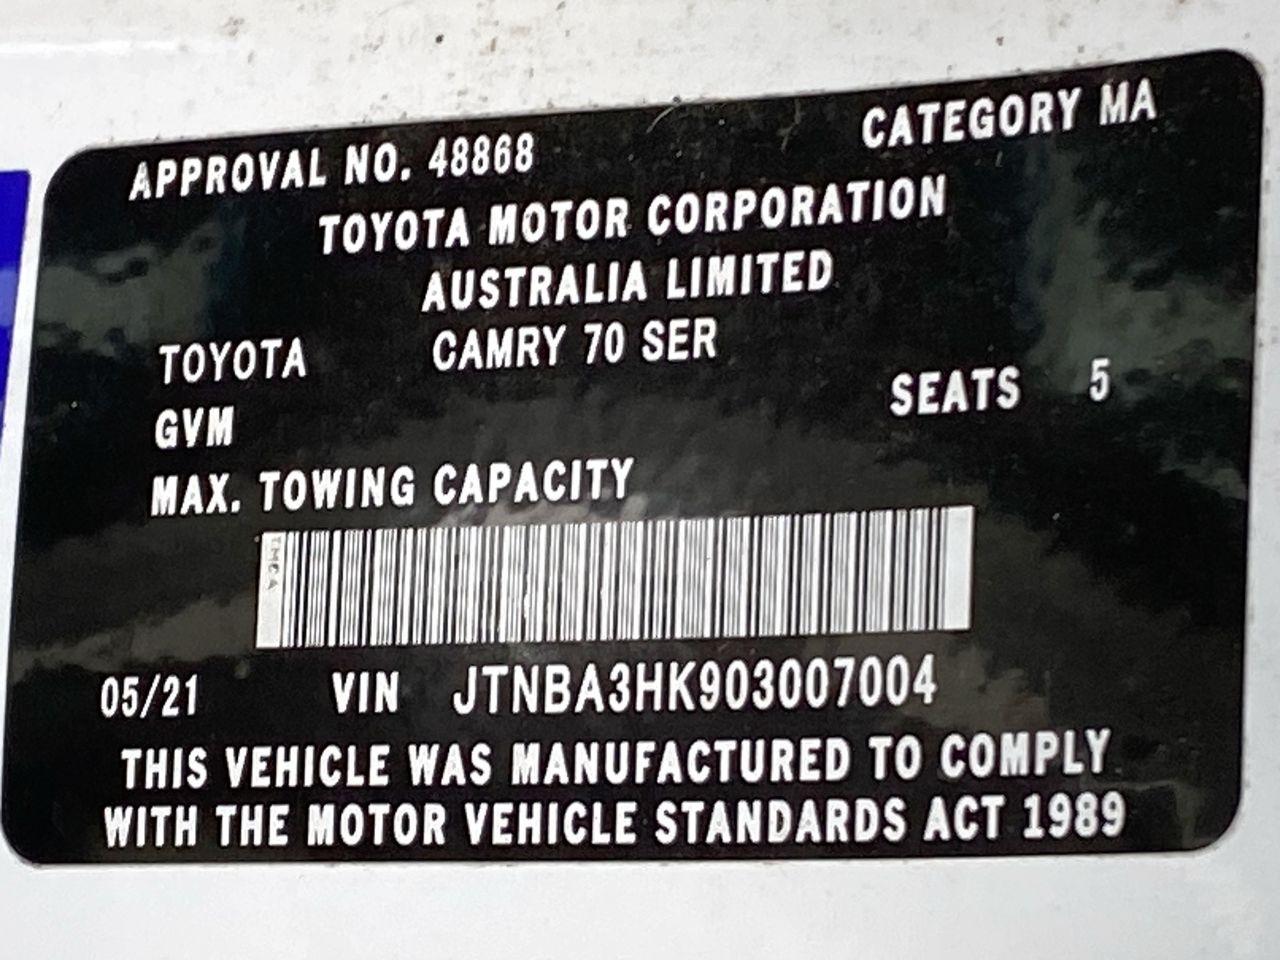 APPROVAL NO. 48868 CATEGORY MA
TOYOTA MOTOR CORPORATION
AUSTRALIA LIMITED
TOYOTA CAMRY 70 SER
GVM SEATS 5
MAX. TOWING CAPACITY
TMCA
05/21 VIN JTNBA3HK903007004
THIS VEHICLE WAS MANUFACTURED TO COMPLY
WITH THE MOTOR VEHICLE STANDARDS ACT 1989